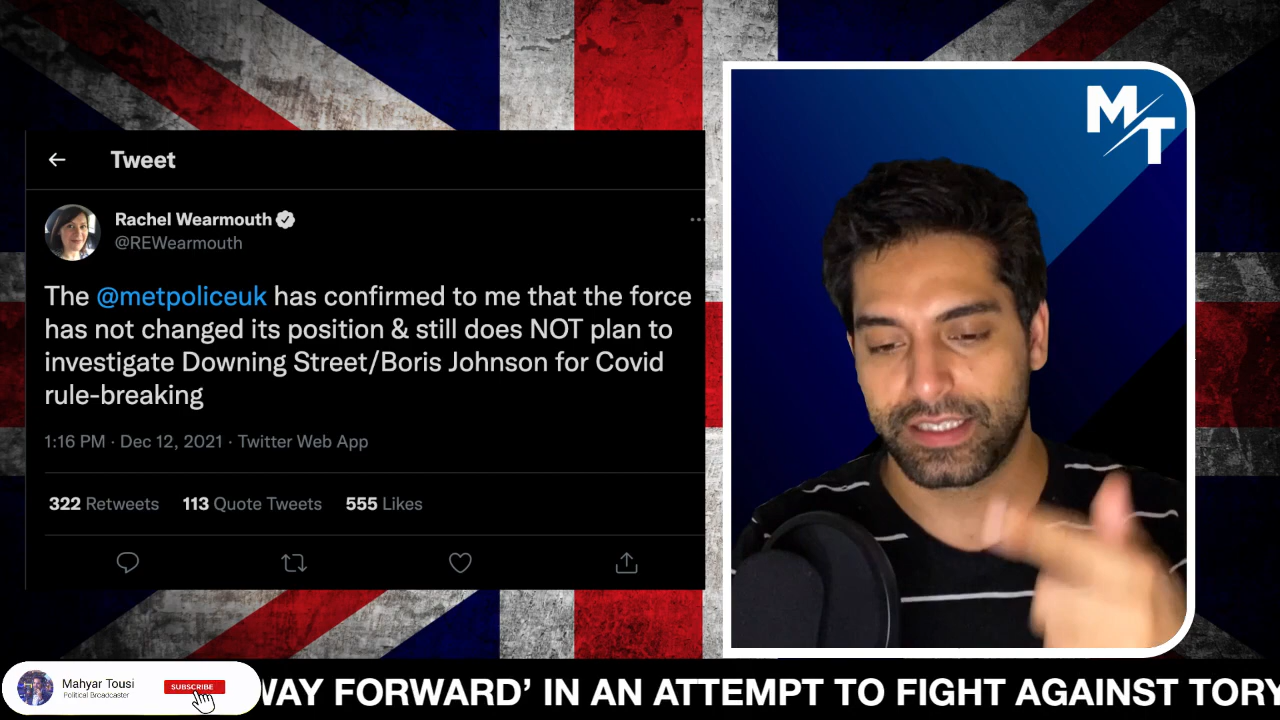 Tweet
Rachel Wearmouth
@REWearmouth
The @metpoliceuk has confirmed to me that the force
has not changed its position & still does NOT plan to
investigate Downing Street/Boris Johnson for Covid
rule-breaking
1:16 PM · Dec 12, 2021 · Twitter Web App
322 Retweets 113 Quote Tweets 555 Likes
MT
Mahyar Tousi
Political Broadcaster
SUBSCRIBE
WAY FORWARD’ IN AN ATTEMPT TO FIGHT AGAINST TORY